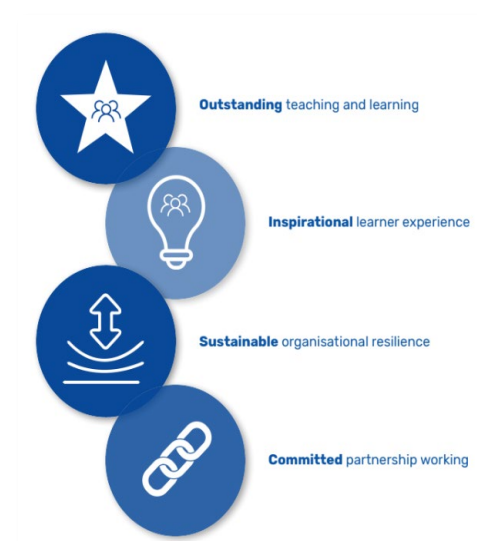 Outstanding teaching and learning
Inspirational learner experience
Sustainable organisational resilience
Committed partnership working